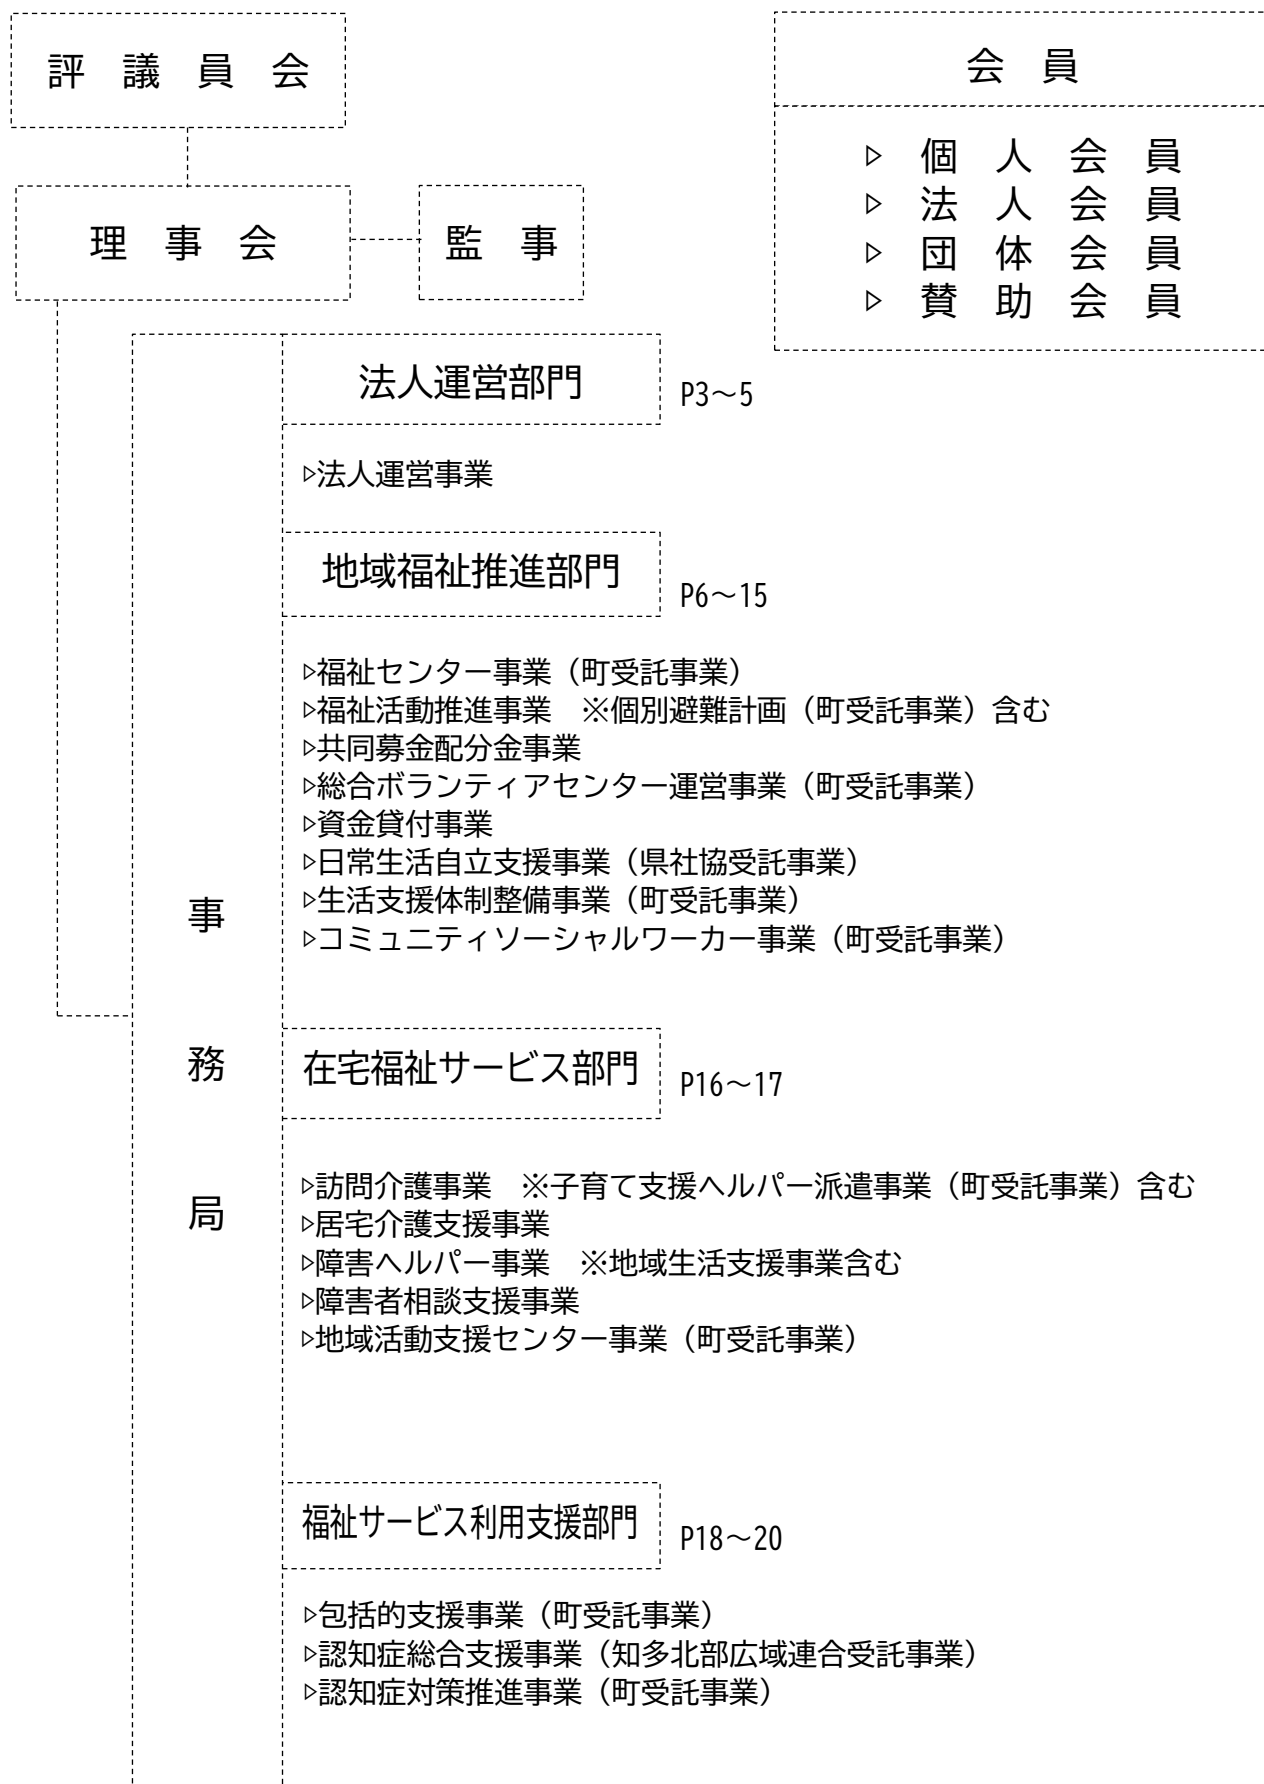 評　議　員　会
理　事　会
監　事
会　員
▷　個　人　会　員
▷　法　人　会　員
▷　団　体　会　員
▷　賛　助　会　員
事
務
局
法人運営部門
P3～5
▷法人運営事業
地域福祉推進部門
P6～15
▷福祉センター事業（町受託事業）
▷福祉活動推進事業　※個別避難計画（町受託事業）含む
▷共同募金配分金事業
▷総合ボランティアセンター運営事業（町受託事業）
▷資金貸付事業
▷日常生活自立支援事業（県社協受託事業）
▷生活支援体制整備事業（町受託事業）
▷コミュニティソーシャルワーカー事業（町受託事業）
在宅福祉サービス部門
P16～17
▷訪問介護事業　※子育て支援ヘルパー派遣事業（町受託事業）含む
▷居宅介護支援事業
▷障害ヘルパー事業　※地域生活支援事業含む
▷障害者相談支援事業
▷地域活動支援センター事業（町受託事業）
福祉サービス利用支援部門
P18～20
▷包括的支援事業（町受託事業）
▷認知症総合支援事業（知多北部広域連合受託事業）
▷認知症対策推進事業（町受託事業）